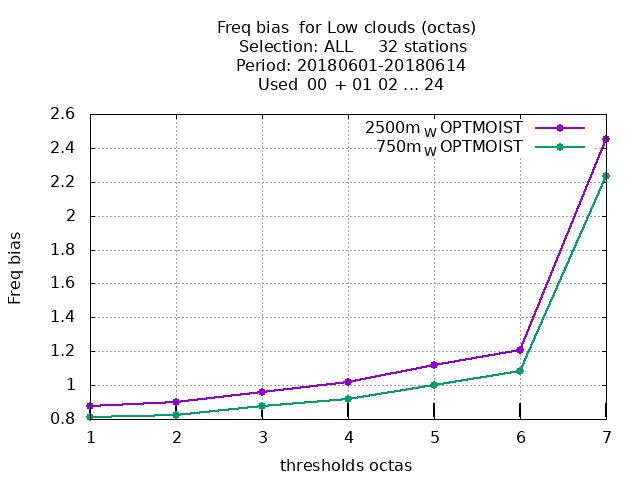 Freq bias  for Low clouds (octas)
Selection: ALL     32 stations
Period: 20180601-20180614
Used  00 + 01 02 ... 24
2500m W OPTMOIST
750m W OPTMOIST
2.6
2.4
2.2
2
1.8
1.6
1.4
1.2
1
0.8
Freq bias
1 2 3 4 5 6 7
thresholds octas